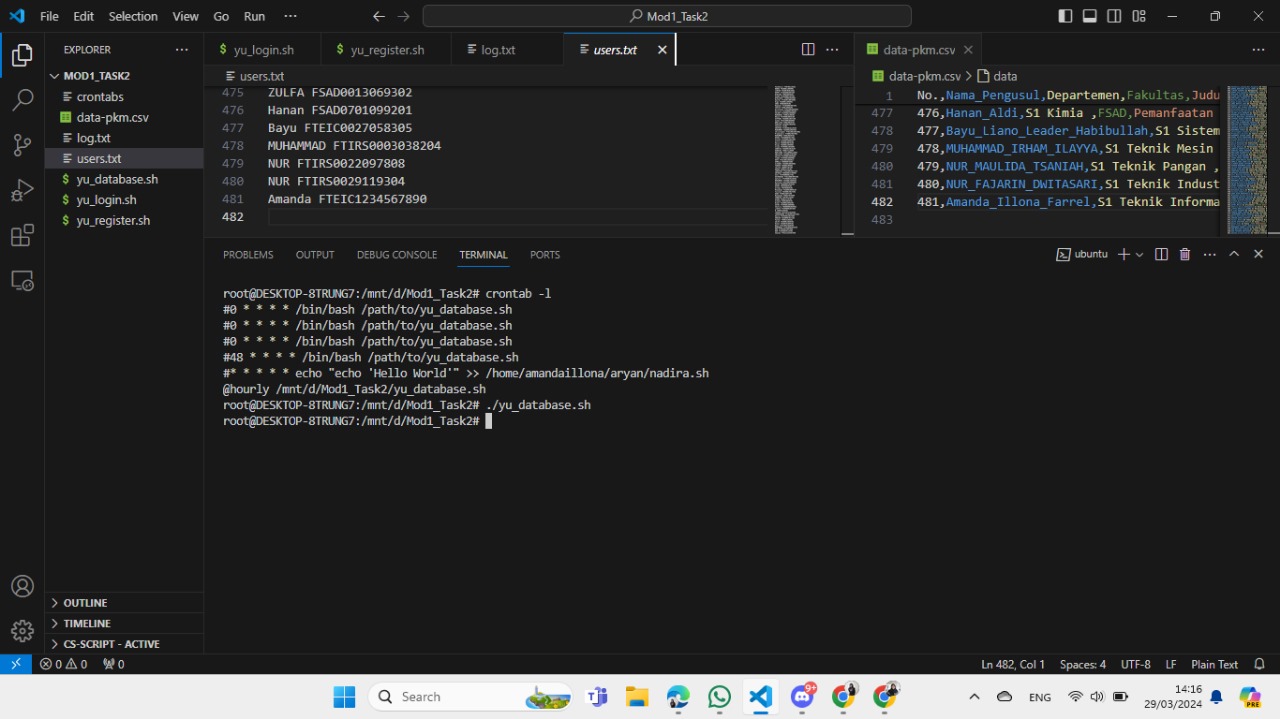 File Edit Selection View Go Run ··· Mod1_Task2
EXPLORER ···
MOD1_TASK2
crontabs
data-pkm.csv
log.txt
users.txt
yu_database.sh
yu_login.sh
yu_register.sh
OUTLINE
TIMELINE
CS-SCRIPT - ACTIVE
yu_login.sh yu_register.sh log.txt users.txt
users.txt
475 ZULFA FSAD0013069302
476 Hanan FSAD0701099201
477 Bayu FTEIC0027058305
478 MUHAMMAD FTIRS00003038204
479 NUR FTIRS0022097808
480 NUR FTIRS0029119304
481 Amanda FTEIC1234567890
482
data-pkm.csv
data-pkm.csv > data
1 No.,Nama_Pengusul,Departemen,Fakultas,Judu
477 476,Hanan_Aldi,S1 Kimia ,FSAD,Pemanfaatan
478 477,Bayu_Liano_Leader_Habibullah,S1 Sistem
479 478,MUHAMMAD_IRHAM_ILAYYA,S1 Teknik Mesin
480 479,NUR_MAULIDA_TSANIAH,S1 Teknik Pangan ,
481 480,NUR_FAJARIN_DWITASARI,S1 Teknik Indust
482 481,Amanda_Illona_Farrel,S1 Teknik Informa
483
PROBLEMS OUTPUT DEBUG CONSOLE TERMINAL PORTS ubuntu
root@DESKTOP-8TRUNG7:/mnt/d/Mod1_Task2# crontab -l
#0 * * * * /bin/bash /path/to/yu_database.sh
#0 * * * * /bin/bash /path/to/yu_database.sh
#0 * * * * /bin/bash /path/to/yu_database.sh
#48 * * * * /bin/bash /path/to/yu_database.sh
#* * * * * echo "echo 'Hello World'" >> /home/amandaillona/aryan/nadira.sh
@hourly /mnt/d/Mod1_Task2/yu_database.sh
root@DESKTOP-8TRUNG7:/mnt/d/Mod1_Task2# ./yu_database.sh
root@DESKTOP-8TRUNG7:/mnt/d/Mod1_Task2#
0 0 0 Ln 482, Col 1 Spaces: 4 UTF-8 LF Plain Text
Search 9+ ENG 14:16 PRE
29/03/2024